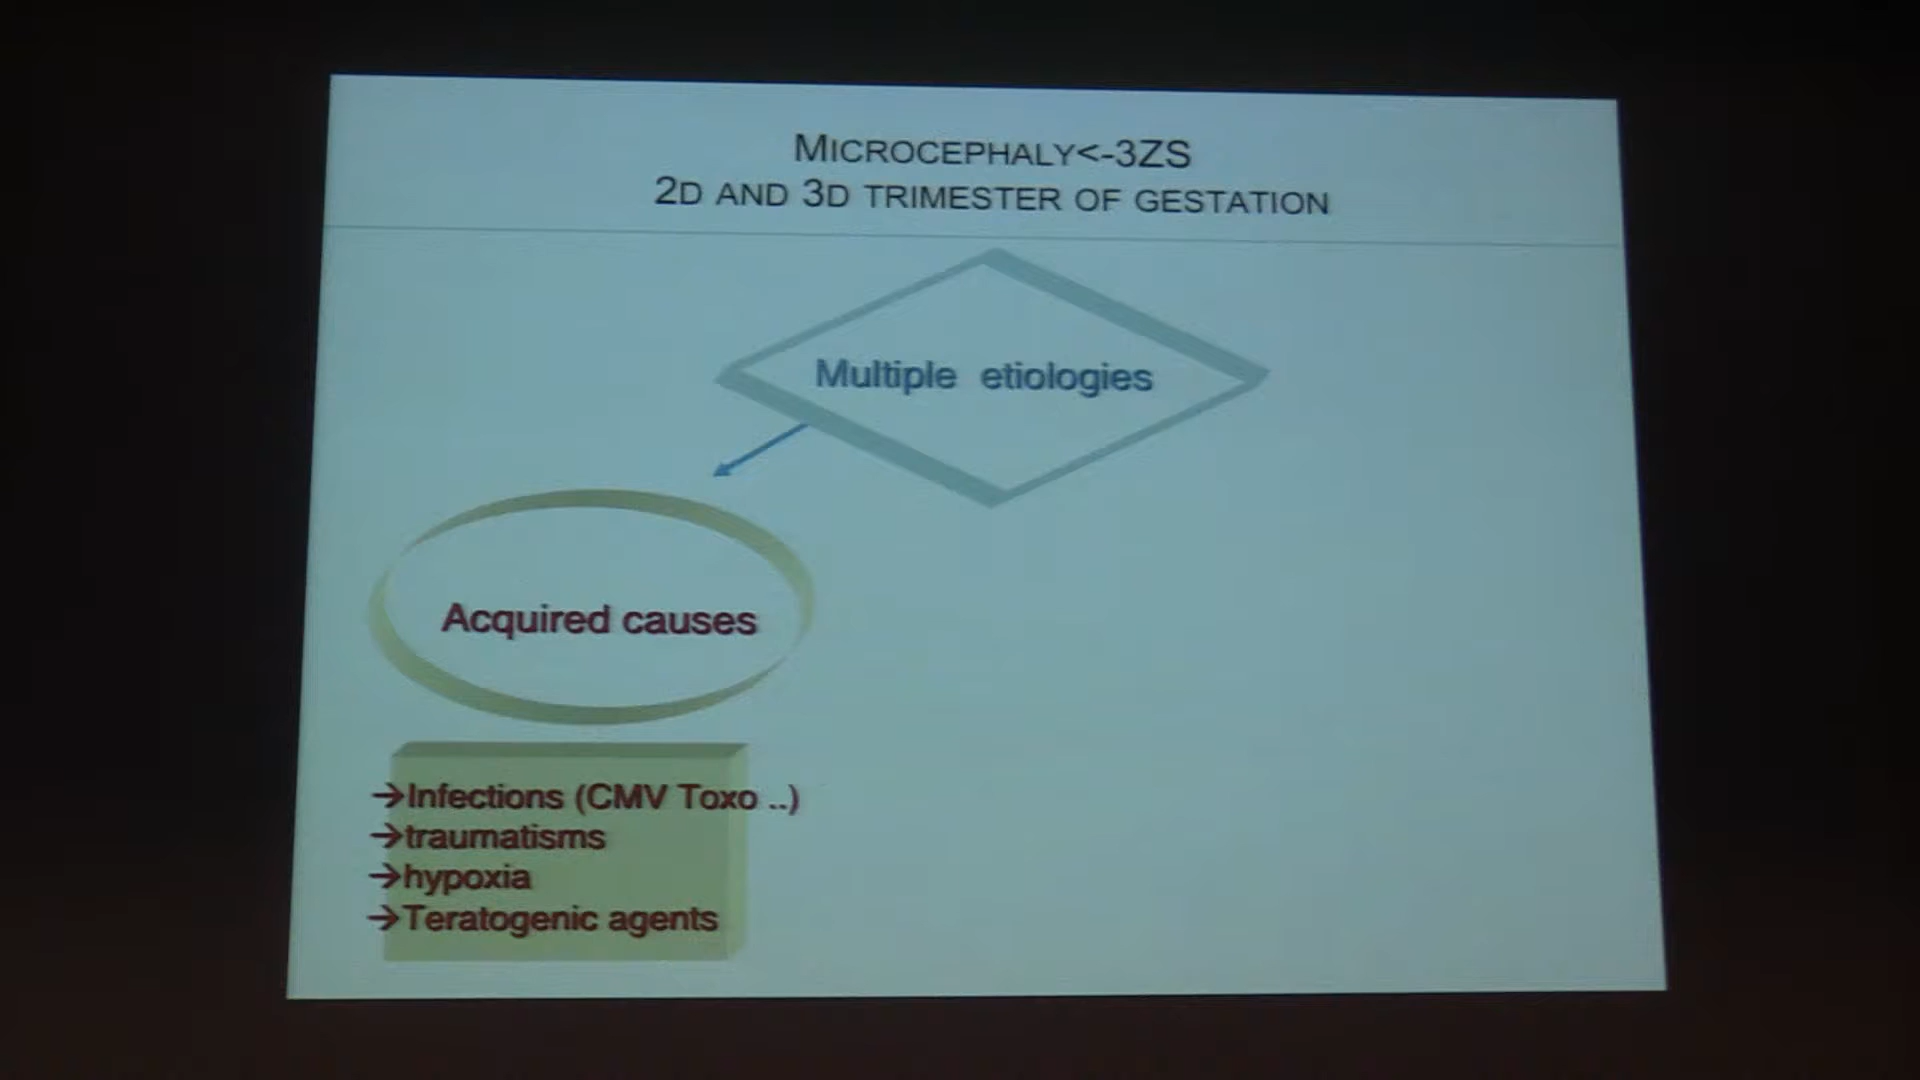 MICROCEPHALY<-3ZS
2D AND 3D TRIMESTER OF GESTATION
Multiple etiologies
Acquired causes
→Infections (CMV Toxo ..)
→traumatisms
→hypoxia
→Teratogenic agents